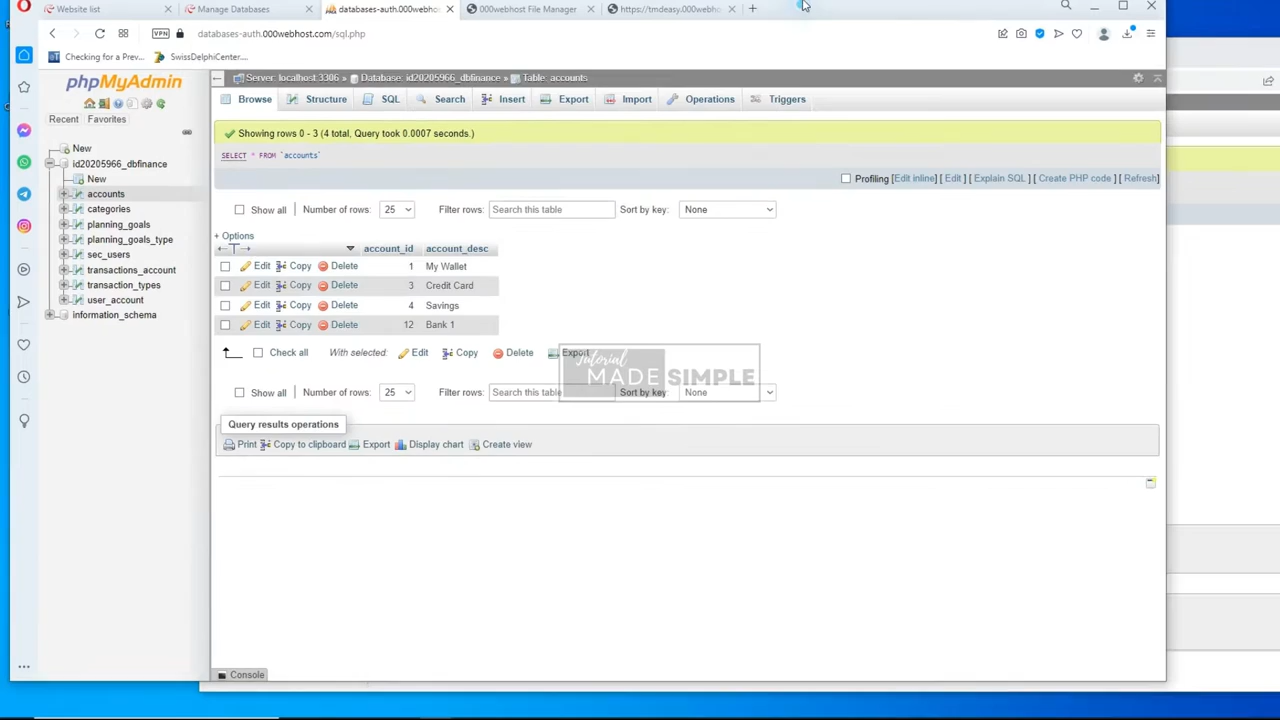 Website list
Manage Databases
databases-auth.000webho
000webhost File Manager
https://tmdeasy.000webho
VPN
databases-auth.000webhost.com/sql.php
Checking for a Prev...
SwissDelphiCenter....
phpMyAdmin
Recent Favorites
New
id20205966_dbfinance
New
accounts
categories
planning_goals
planning_goals_type
sec_users
transactions_account
transaction_types
user_account
information_schema
Server: localhost:3306 » Database: id20205966_dbfinance » Table: accounts
Browse Structure SQL Search Insert Export Import Operations Triggers
Showing rows 0 - 3 (4 total, Query took 0.0007 seconds.)
SELECT * FROM `accounts`
Profiling [Edit inline] [ Edit ] [ Explain SQL ] [ Create PHP code ] [ Refresh]
Show all Number of rows: 25 Filter rows: Search this table Sort by key: None
+ Options
←T→ account_id account_desc
Edit Copy Delete 1 My Wallet
Edit Copy Delete 3 Credit Card
Edit Copy Delete 4 Savings
Edit Copy Delete 12 Bank 1
Check all With selected: Edit Copy Delete Export
Tutorial
MADE SIMPLE
Show all Number of rows: 25 Filter rows: Search this table Sort by key: None
Query results operations
Print Copy to clipboard Export Display chart Create view
Console